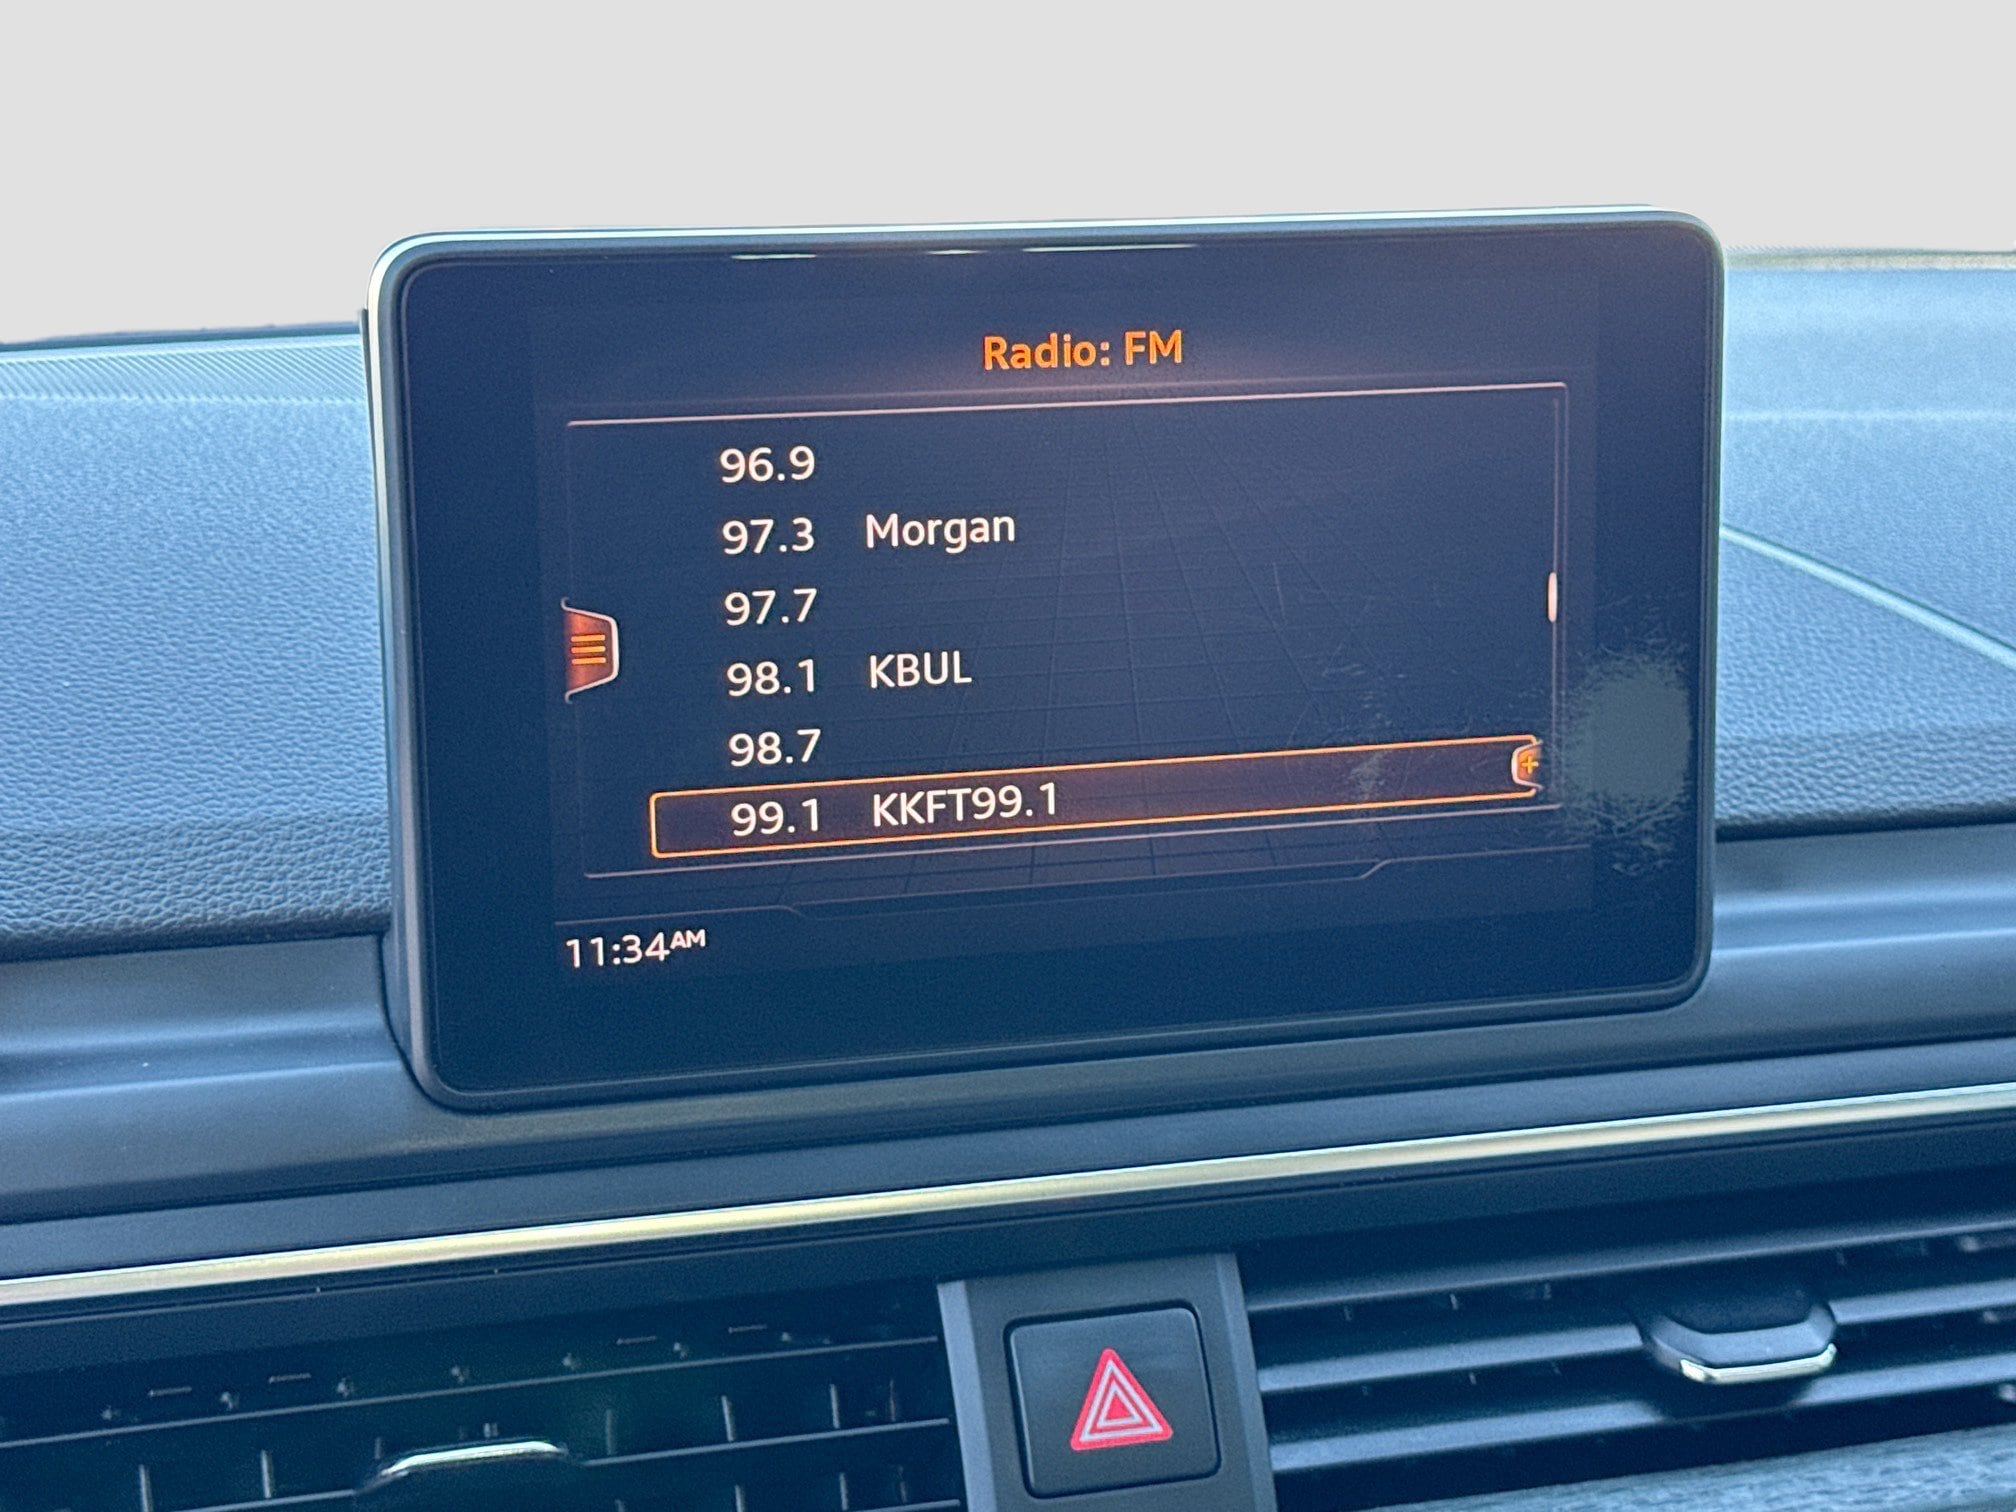 Radio: FM
96.9
97.3 Morgan
97.7
98.1 KBUL
98.7
99.1 KKFT99.1
11:34AM